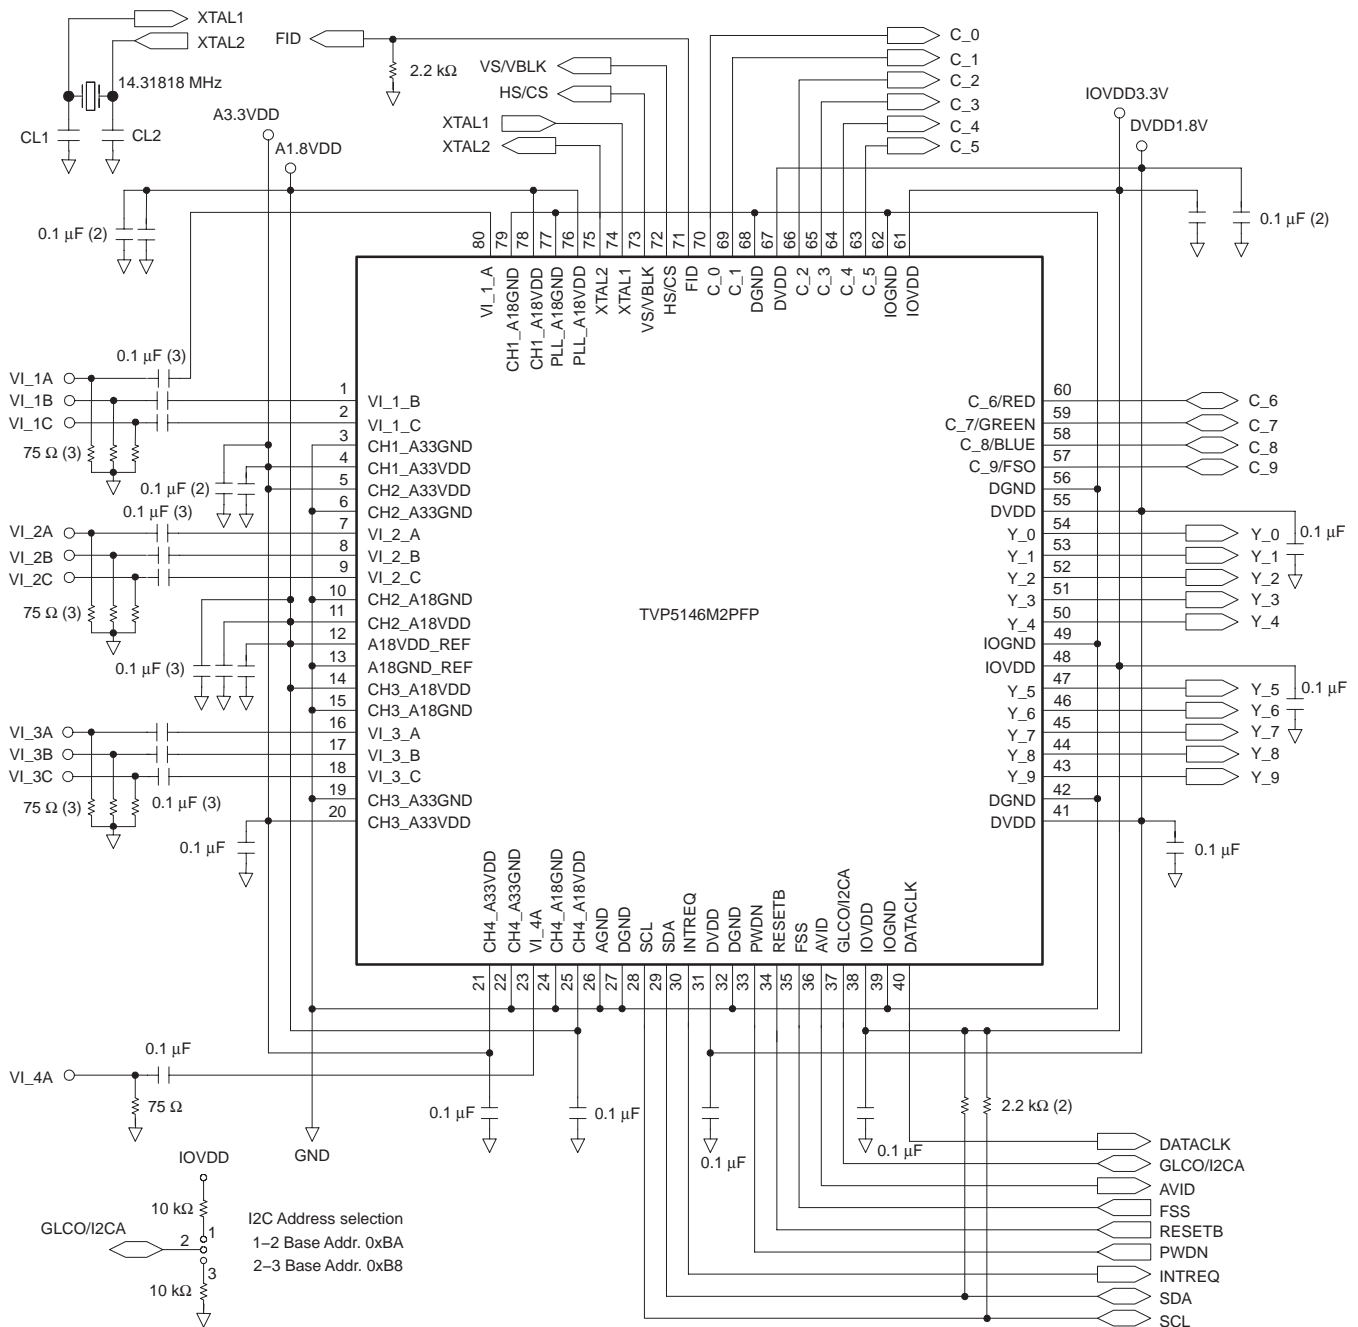 XTAL1
XTAL2
14.31818 MHz
CL1
CL2
FID
2.2 kΩ
VS/VBLK
HS/CS
XTAL1
XTAL2
C_0
C_1
C_2
C_3
C_4
C_5
IOVDD3.3V
DVDD1.8V
A3.3VDD
A1.8VDD
0.1 µF (2)
0.1 µF (2)
80
79
78
77
76
75
74
73
72
71
70
69
68
67
66
65
64
63
62
61
VI_1_A
CH1_A18GND
CH1_A18VDD
PLL_A18GND
PLL_A18VDD
XTAL2
XTAL1
VS/VBLK
HS/CS
FID
C_0
C_1
DGND
DVDD
C_2
C_3
C_4
C_5
IOGND
IOVDD
0.1 µF (3)
VI_1A
VI_1B
VI_1C
75 Ω (3)
0.1 µF (2)
0.1 µF (3)
VI_2A
VI_2B
VI_2C
75 Ω (3)
0.1 µF (3)
VI_3A
VI_3B
VI_3C
75 Ω (3)
0.1 µF (3)
0.1 µF
1 VI_1_B
2 VI_1_C
3 CH1_A33GND
4 CH1_A33VDD
5 CH2_A33VDD
6 CH2_A33GND
7 VI_2_A
8 VI_2_B
9 VI_2_C
10 CH2_A18GND
11 CH2_A18VDD
12 A18VDD_REF
13 A18GND_REF
14 CH3_A18VDD
15 CH3_A18GND
16 VI_3_A
17 VI_3_B
18 VI_3_C
19 CH3_A33GND
20 CH3_A33VDD
TVP5146M2PFP
C_6/RED 60 C_6
C_7/GREEN 59 C_7
C_8/BLUE 58 C_8
C_9/FSO 57 C_9
DGND 56
DVDD 55
0.1 µF
Y_0 54 Y_0
Y_1 53 Y_1
Y_2 52 Y_2
Y_3 51 Y_3
Y_4 50 Y_4
IOGND 49
IOVDD 48
0.1 µF
Y_5 47 Y_5
Y_6 46 Y_6
Y_7 45 Y_7
Y_8 44 Y_8
Y_9 43 Y_9
DGND 42
DVDD 41
0.1 µF
CH4_A33VDD
CH4_A33GND
VI_4A
CH4_A18GND
CH4_A18VDD
AGND
DGND
SCL
SDA
INTREQ
DVDD
DGND
PWDN
RESETB
FSS
AVID
GLCO/I2CA
IOVDD
IOGND
DATACLK
21
22
23
24
25
26
27
28
29
30
31
32
33
34
35
36
37
38
39
40
0.1 µF
VI_4A
75 Ω
GND
0.1 µF
0.1 µF
0.1 µF
0.1 µF
2.2 kΩ (2)
DATACLK
GLCO/I2CA
AVID
FSS
RESETB
PWDN
INTREQ
SDA
SCL
IOVDD
10 kΩ
GLCO/I2CA
1
2
3
10 kΩ
I2C Address selection
1–2 Base Addr. 0xBA
2–3 Base Addr. 0xB8